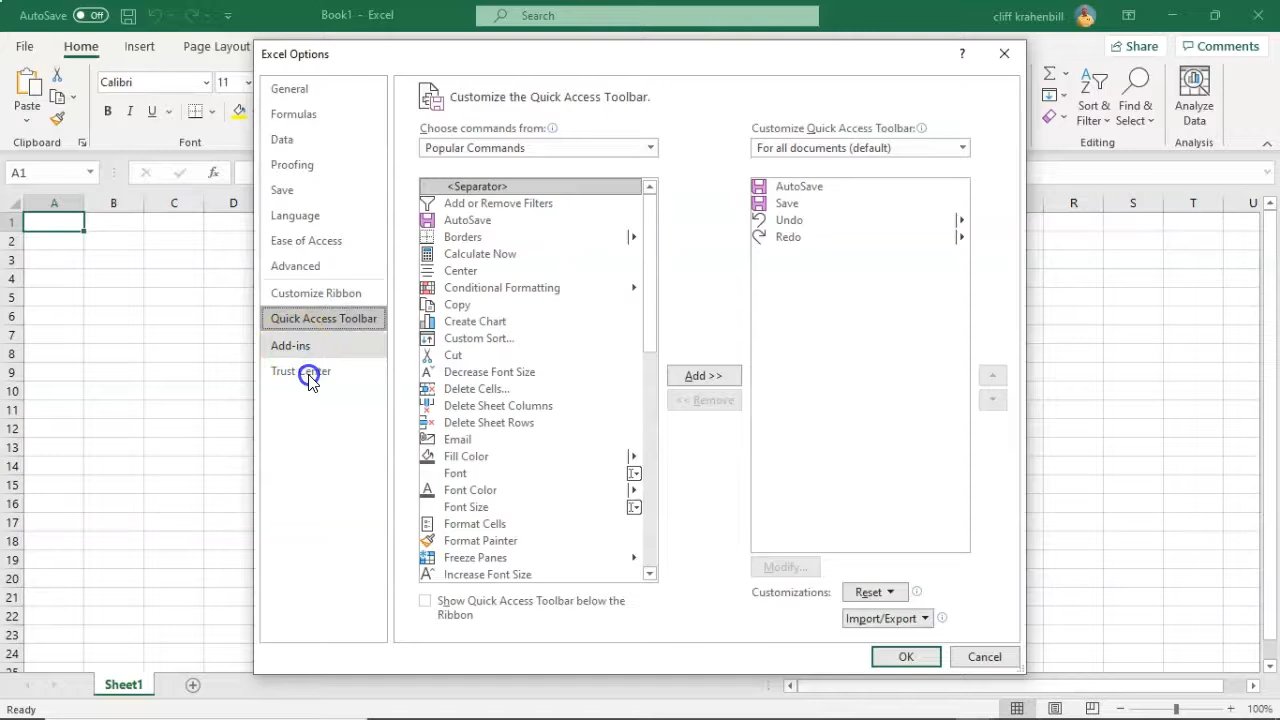 AutoSave Off Book1 - Excel Search cliff krahenbill
File Home Insert Page Layout Share Comments
Excel Options ?
Paste Calibri 11 Sort & Filter Find & Select Analyze Data
B I U
Clipboard Font Editing Analysis
A1 fx
A B C D R S T U
1
2
3
4
5
6
7
8
9
10
11
12
13
14
15
16
17
18
19
20
21
22
23
24
25
General
Formulas
Data
Proofing
Save
Language
Ease of Access
Advanced
Customize Ribbon
Quick Access Toolbar
Add-ins
Trust Center
Customize the Quick Access Toolbar.
Choose commands from:
Popular Commands
<Separator>
Add or Remove Filters
AutoSave
Borders
Calculate Now
Center
Conditional Formatting
Copy
Create Chart
Custom Sort...
Cut
Decrease Font Size
Delete Cells...
Delete Sheet Columns
Delete Sheet Rows
Email
Fill Color
Font
Font Color
Font Size
Format Cells
Format Painter
Freeze Panes
Increase Font Size
Show Quick Access Toolbar below the
Ribbon
Add >>
<< Remove
Customize Quick Access Toolbar:
For all documents (default)
AutoSave
Save
Undo
Redo
Modify...
Customizations: Reset
Import/Export
OK Cancel
Sheet1
Ready 100%